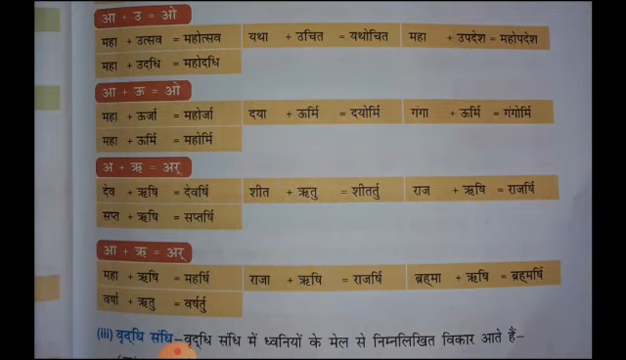 आ + उ = ओ
महा + उत्सव = महोत्सव यथा + उचित = यथोचित महा + उपदेश = महोपदेश
महा + उदधि = महोदधि
आ + ऊ = ओ
महा + ऊर्जा = महोर्जा दया + ऊर्मि = दयोर्मि गंगा + ऊर्मि = गंगोर्मि
महा + ऊर्मि = महोर्मि
अ + ऋ = अर्
देव + ऋषि = देवर्षि शीत + ऋतु = शीतर्तु राज + ऋषि = राजर्षि
सप्त + ऋषि = सप्तर्षि
आ + ऋ = अर्
महा + ऋषि = महर्षि राजा + ऋषि = राजर्षि ब्रह्मा + ऋषि = ब्रह्मर्षि
वर्षा + ऋतु = वर्षर्तु
(iii) वृद्धि संधि–वृद्धि संधि में ध्वनियों के मेल से निम्नलिखित विकार आते हैं–